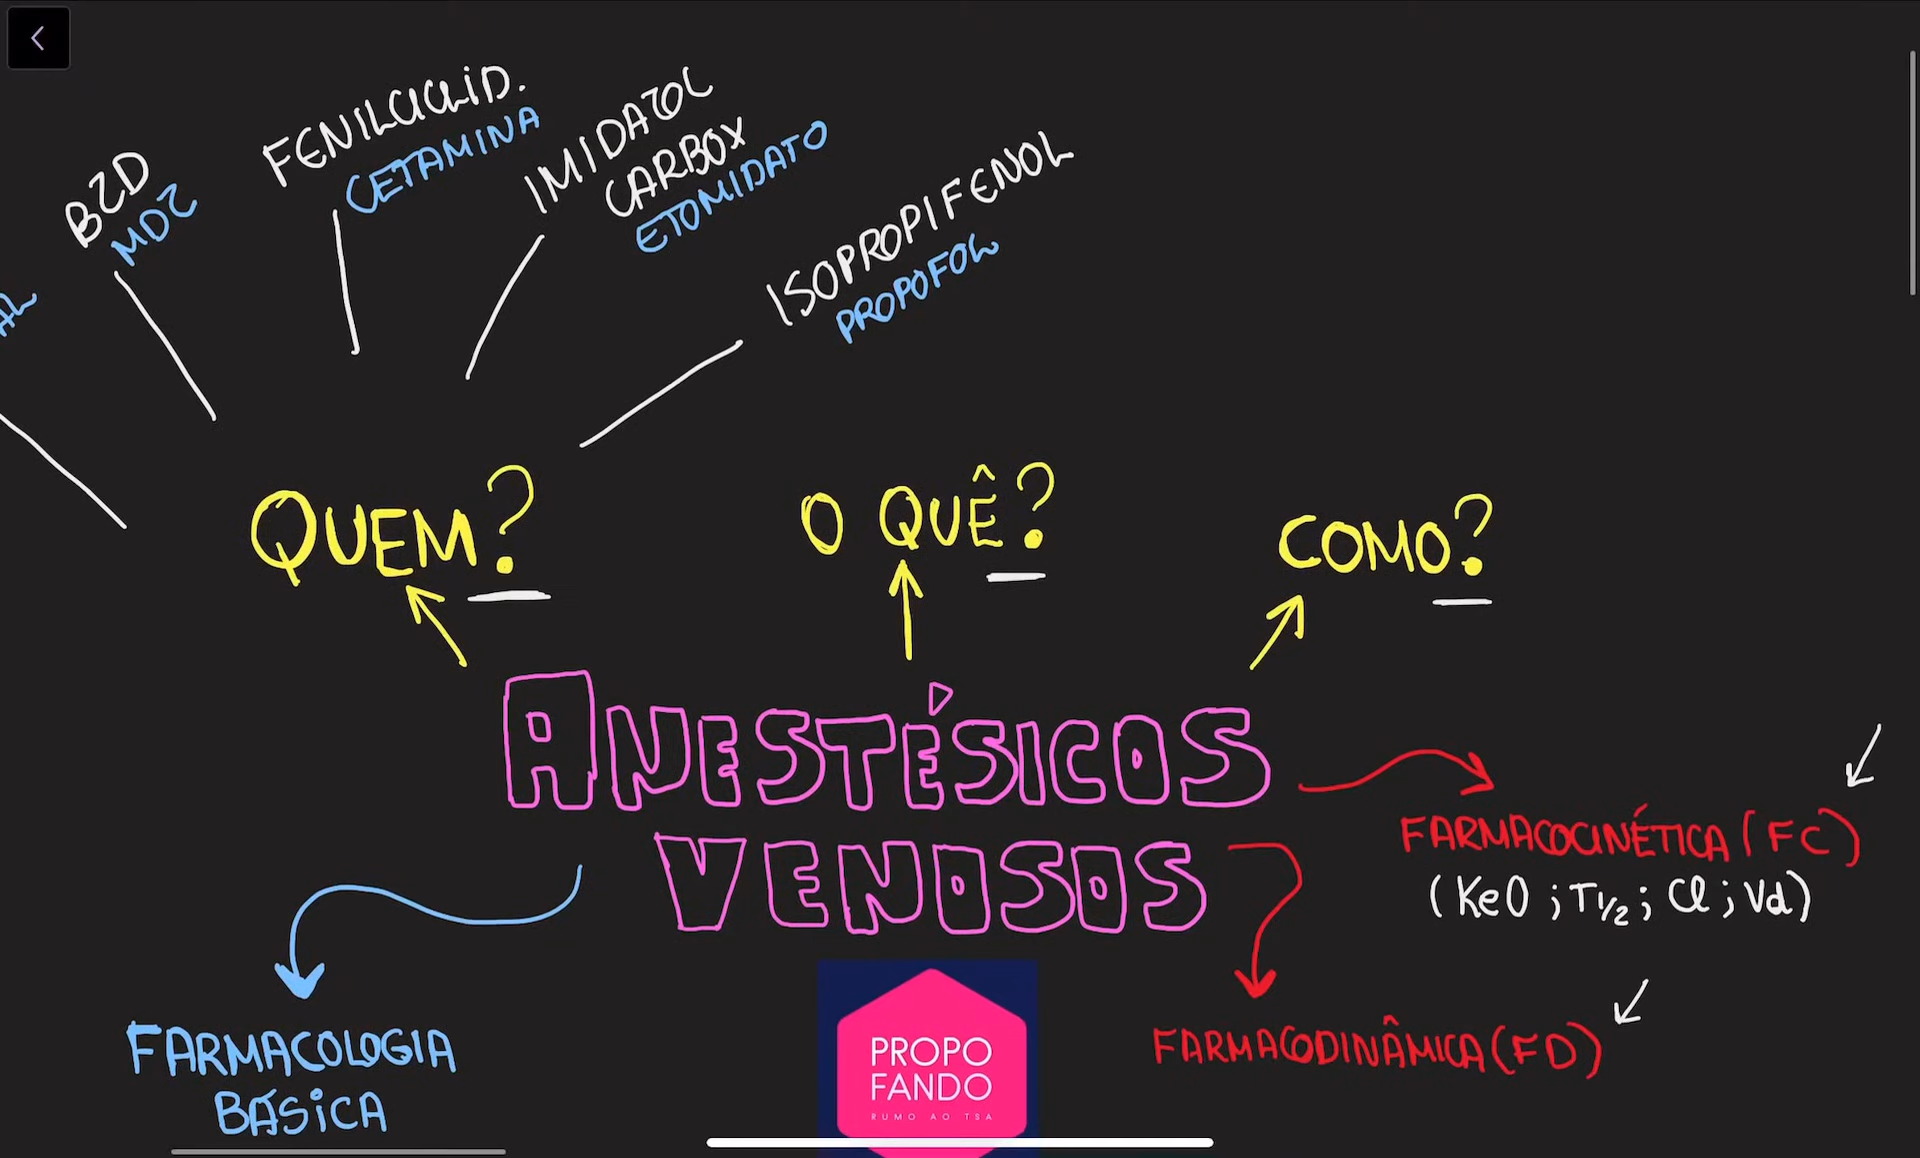 FENILCICLID.
CETAMINA
IMIDAZOL
CARBOX
ETOMIDATO
BZD
MDZ
ISOPROPIFENOL
PROPOFOL
AL
QUEM?
O QUÊ?
COMO?
ANESTÉSICOS
VENOSOS
FARMACOCINÉTICA (FC)
(Ke0 ; T1/2 ; Cl ; Vd)
FARMACOLOGIA
BÁSICA
FARMACODINÂMICA (FD)
PROPO
FANDO
RUMO AO TSA